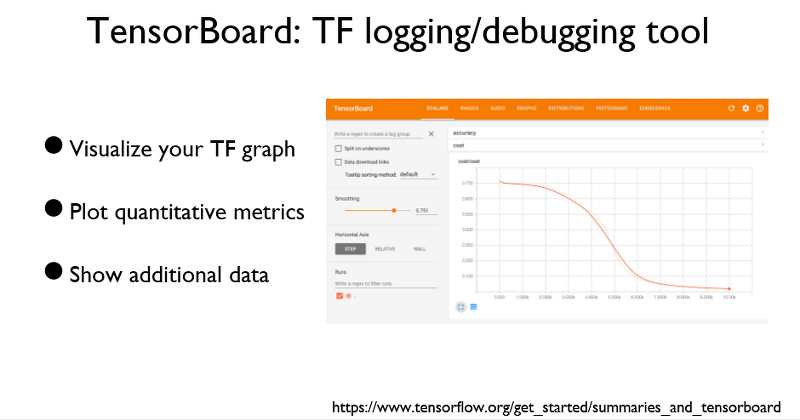 TensorBoard: TF logging/debugging tool
Visualize your TF graph
Plot quantitative metrics
Show additional data
TensorBoard
SCALARS IMAGES AUDIO GRAPHS DISTRIBUTIONS HISTOGRAMS EMBEDDINGS
Write a regex to create a tag group
Split on underscores
Data download links
Tooltip sorting method: default
Smoothing
0.751
Horizontal Axis
STEP RELATIVE WALL
Runs
Write a regex to filter runs
accuracy
cost
cost/cost
0.700
0.600
0.500
0.400
0.300
0.200
0.100
0.000 1.000k 2.000k 3.000k 4.000k 5.000k 6.000k 7.000k 8.000k 9.000k 10.00k
https://www.tensorflow.org/get_started/summaries_and_tensorboard